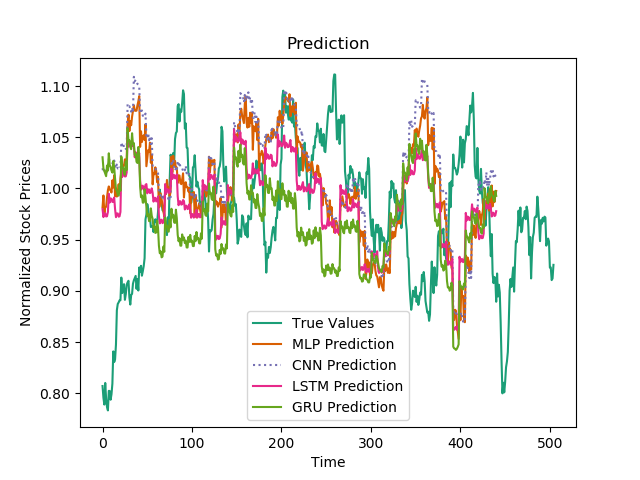 Prediction
Normalized Stock Prices
1.10
1.05
1.00
0.95
0.90
0.85
0.80
True Values
MLP Prediction
CNN Prediction
LSTM Prediction
GRU Prediction
0 100 200 300 400 500
Time